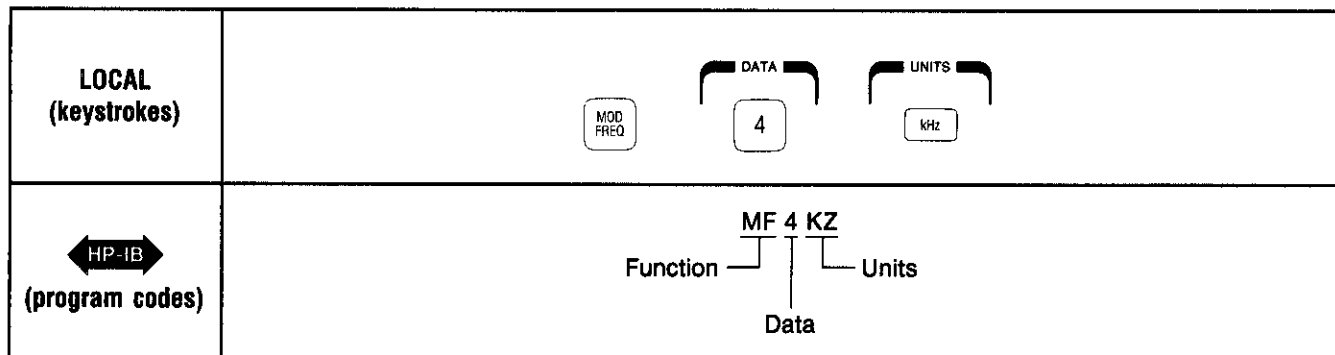 LOCAL
(keystrokes)
DATA
UNITS
MOD
FREQ
4
kHz
HP-IB
(program codes)
MF 4 KZ
Function
Units
Data